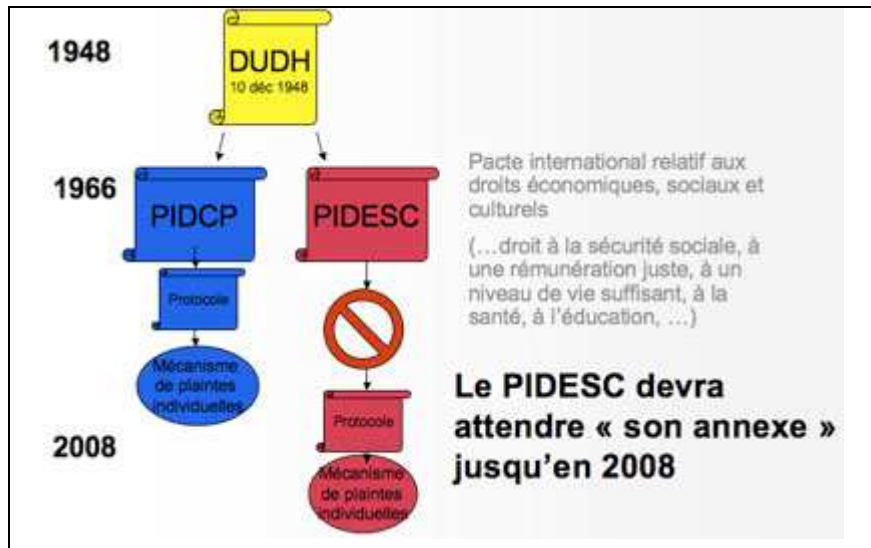 1948
DUDH
10 déc 1948
1966
PIDCP
PIDESC
Pacte international relatif aux
droits économiques, sociaux et
culturels
(…droit à la sécurité sociale, à
une rémunération juste, à un
niveau de vie suffisant, à la
santé, à l'éducation, …)
Protocole
Mécanisme
de plaintes
individuelles
Le PIDESC devra
attendre « son annexe »
jusqu'en 2008
Protocole
2008
Mécanisme
de plaintes
individuelles